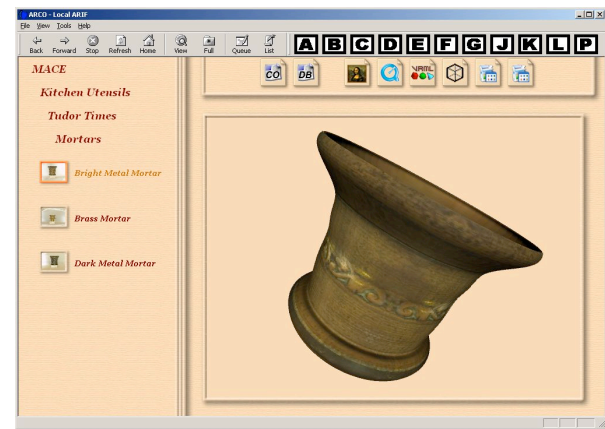 ARCO - Local ARIF
File View Tools Help
Back Forward Stop Refresh Home View Full Queue List A B C D E F G J K L P
MACE
CO DB VRML
Kitchen Utensils
Tudor Times
Mortars
Bright Metal Mortar
Brass Mortar
Dark Metal Mortar